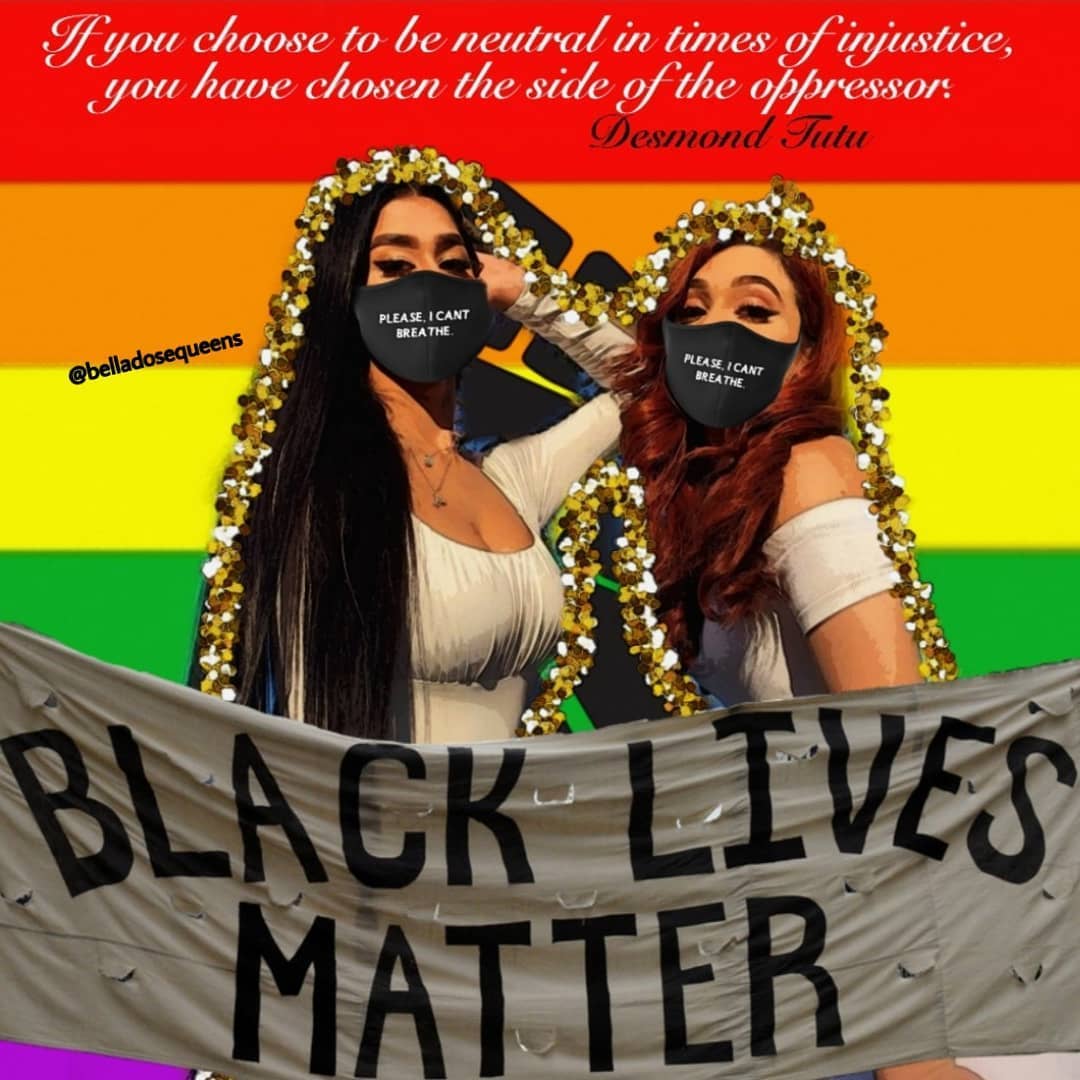 If you choose to be neutral in times of injustice,
you have chosen the side of the oppressor.
Desmond Tutu
@belladosequeens
PLEASE, I CANT
BREATHE.
PLEASE, I CANT
BREATHE.
BLACK LIVES
MATTER